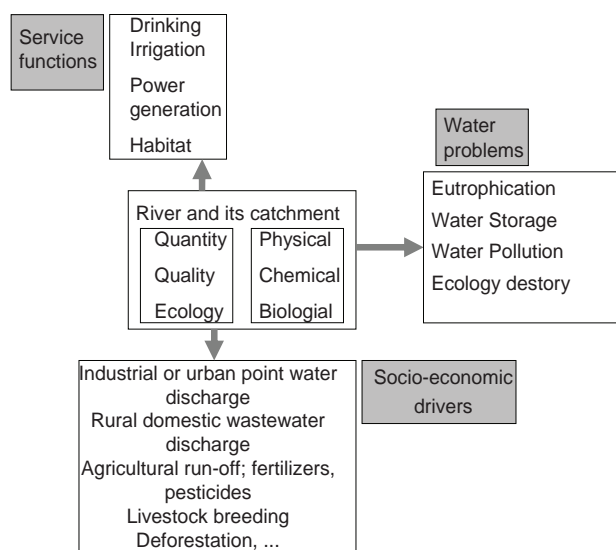 Service
functions
Drinking
Irrigation
Power
generation
Habitat
Water
problems
Eutrophication
Water Storage
Water Pollution
Ecology destory
River and its catchment
Quantity
Quality
Ecology
Physical
Chemical
Biologial
Industrial or urban point water
discharge
Rural domestic wastewater
discharge
Agricultural run-off; fertilizers,
pesticides
Livestock breeding
Deforestation, ...
Socio-economic
drivers